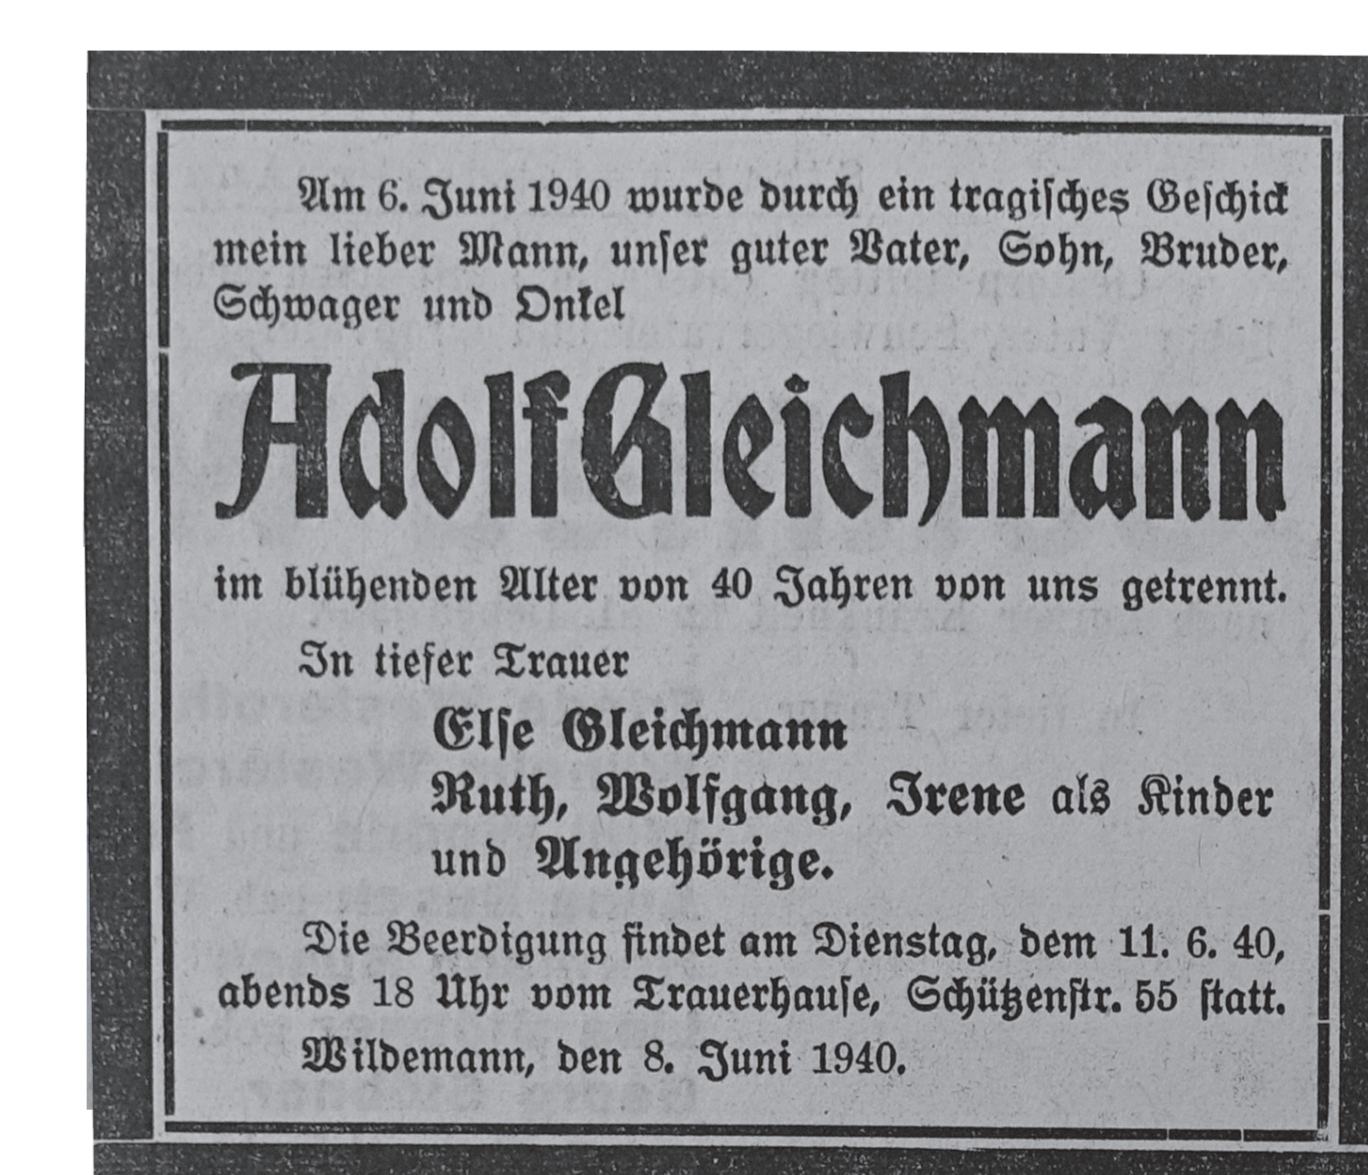 Am 6. Juni 1940 wurde durch ein tragisches Geschick
mein lieber Mann, unser guter Vater, Sohn, Bruder,
Schwager und Onkel
Adolf Gleichmann
im blühenden Alter von 40 Jahren von uns getrennt.
In tiefer Trauer
Else Gleichmann
Ruth, Wolfgang, Irene als Kinder
und Angehörige.
Die Beerdigung findet am Dienstag, dem 11. 6. 40,
abends 18 Uhr vom Trauerhause, Schützenstr. 55 statt.
Wildemann, den 8. Juni 1940.